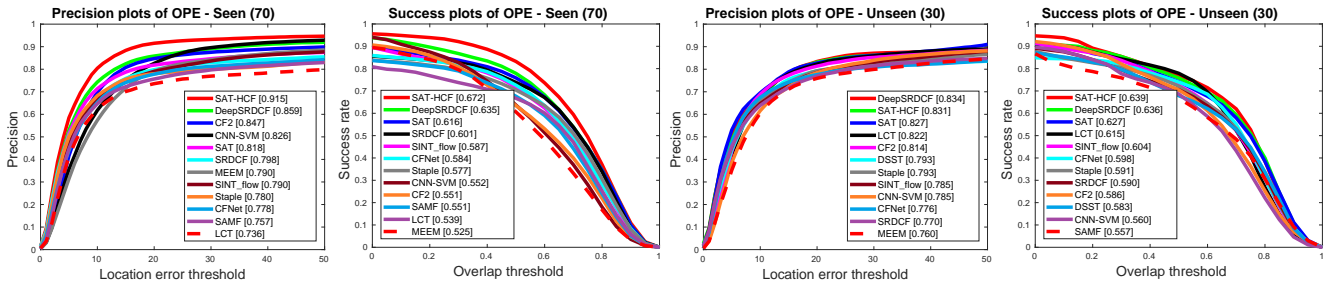 Precision plots of OPE - Seen (70)
Precision
1
0.9
0.8
0.7
0.6
0.5
0.4
0.3
0.2
0.1
0
0 10 20 30 40 50
Location error threshold
SAT-HCF [0.915]
DeepSRDCF [0.859]
CF2 [0.847]
CNN-SVM [0.826]
SAT [0.818]
SRDCF [0.798]
MEEM [0.790]
SINT_flow [0.790]
Staple [0.780]
CFNet [0.778]
SAMF [0.757]
LCT [0.736]
Success plots of OPE - Seen (70)
Success rate
1
0.9
0.8
0.7
0.6
0.5
0.4
0.3
0.2
0.1
0
0 0.2 0.4 0.6 0.8 1
Overlap threshold
SAT-HCF [0.672]
DeepSRDCF [0.635]
SAT [0.616]
SRDCF [0.601]
SINT_flow [0.587]
CFNet [0.584]
Staple [0.577]
CNN-SVM [0.552]
CF2 [0.551]
SAMF [0.551]
LCT [0.539]
MEEM [0.525]
Precision plots of OPE - Unseen (30)
Precision
1
0.9
0.8
0.7
0.6
0.5
0.4
0.3
0.2
0.1
0
0 10 20 30 40 50
Location error threshold
DeepSRDCF [0.834]
SAT-HCF [0.831]
SAT [0.827]
LCT [0.822]
CF2 [0.814]
DSST [0.793]
Staple [0.793]
SINT_flow [0.785]
CNN-SVM [0.785]
CFNet [0.776]
SRDCF [0.770]
MEEM [0.760]
Success plots of OPE - Unseen (30)
Success rate
1
0.9
0.8
0.7
0.6
0.5
0.4
0.3
0.2
0.1
0
0 0.2 0.4 0.6 0.8 1
Overlap threshold
SAT-HCF [0.639]
DeepSRDCF [0.636]
SAT [0.627]
LCT [0.615]
SINT_flow [0.604]
CFNet [0.598]
Staple [0.591]
SRDCF [0.590]
CF2 [0.586]
DSST [0.583]
CNN-SVM [0.560]
SAMF [0.557]